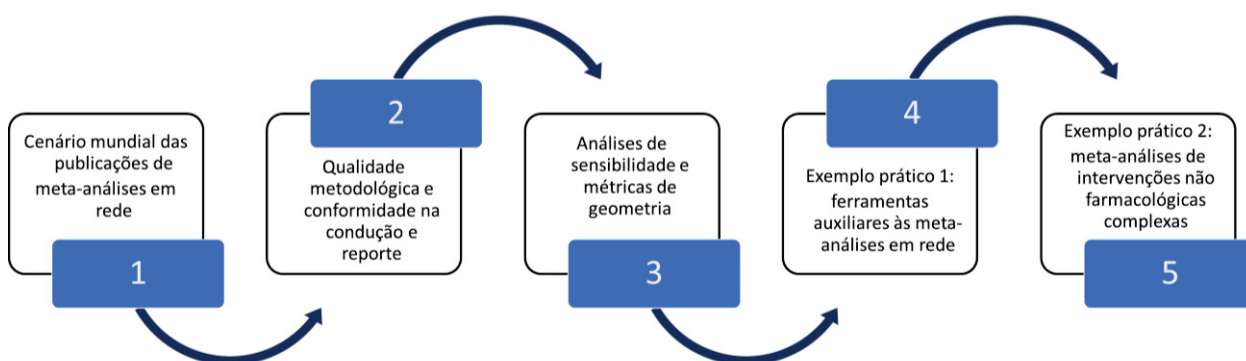 Cenário mundial das
publicações de
meta-análises em
rede
1
2
Qualidade
metodológica e
conformidade na
condução e
reporte
Análises de
sensibilidade e
métricas de
geometria
3
4
Exemplo prático 1:
ferramentas
auxiliares às meta-
análises em rede
Exemplo prático 2:
meta-análises de
intervenções não
farmacológicas
complexas
5